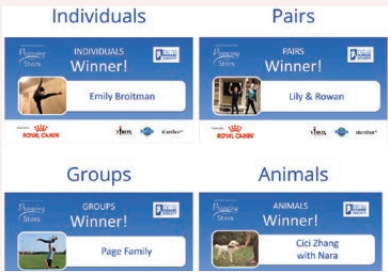 Individuals
Pairs
INDIVIDUALS
Winner!
Emily Broitman
ROYAL CANIN
PAIRS
Winner!
Lily & Rowan
ROYAL CANIN
Groups
Animals
GROUPS
Winner!
Page Family
ANIMALS
Winner!
Cici Zhang
with Nara